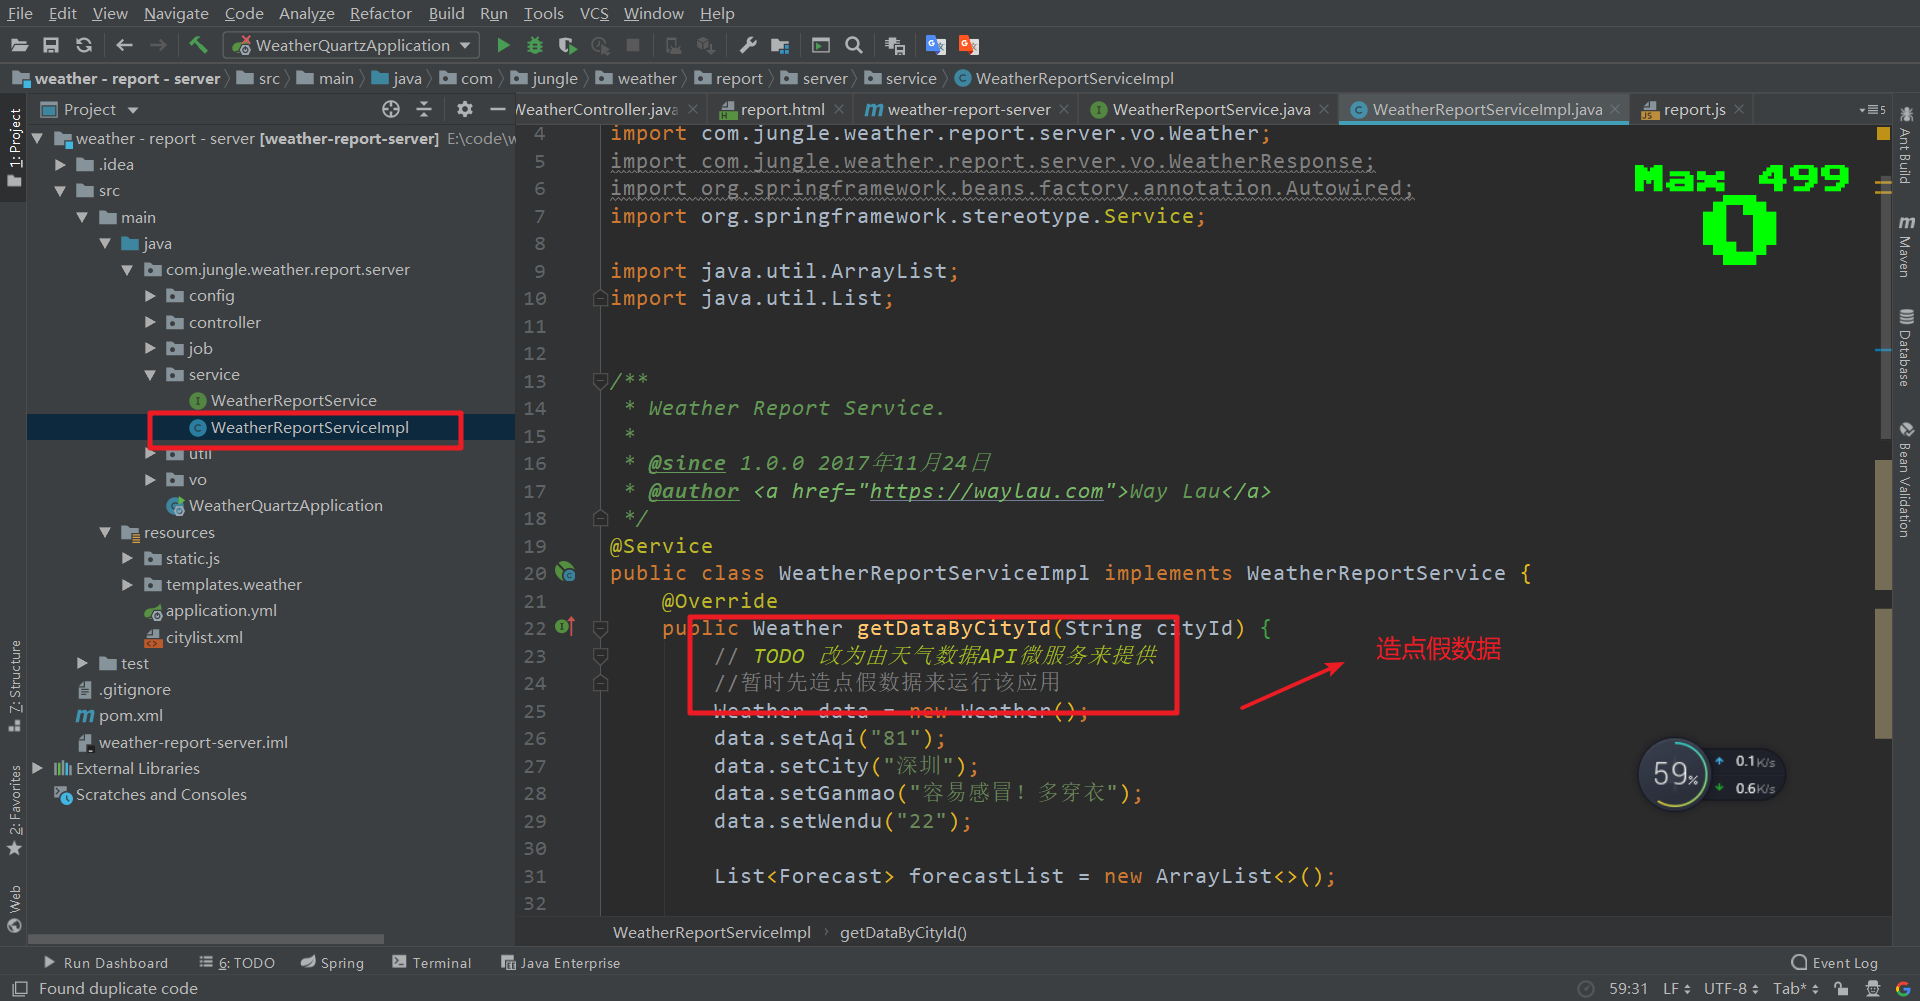 File Edit View Navigate Code Analyze Refactor Build Run Tools VCS Window Help
WeatherQuartzApplication
weather - report - server src main java com jungle weather report server service WeatherReportServiceImpl
Project
WeatherController.java report.html weather-report-server WeatherReportService.java WeatherReportServiceImpl.java report.js 5
1: Project
7: Structure
2: Favorites
Web
weather - report - server [weather-report-server] E:\code\w
.idea
src
main
java
com.jungle.weather.report.server
config
controller
job
service
WeatherReportService
WeatherReportServiceImpl
util
vo
WeatherQuartzApplication
resources
static.js
templates.weather
application.yml
citylist.xml
test
.gitignore
pom.xml
weather-report-server.iml
External Libraries
Scratches and Consoles
4 import com.jungle.weather.report.server.vo.Weather;
5 import com.jungle.weather.report.server.vo.WeatherResponse;
6 import org.springframework.beans.factory.annotation.Autowired;
7 import org.springframework.stereotype.Service;
8
9 import java.util.ArrayList;
10 import java.util.List;
11
12
13 /**
14 * Weather Report Service.
15 *
16 * @since 1.0.0 2017年11月24日
17 * @author <a href="https://waylau.com">Way Lau</a>
18 */
19 @Service
20 public class WeatherReportServiceImpl implements WeatherReportService {
21 @Override
22 public Weather getDataByCityId(String cityId) {
23 // TODO 改为由天气数据API微服务来提供
24 //暂时先造点假数据来运行该应用
25 Weather data = new Weather();
26 data.setAqi("81");
27 data.setCity("深圳");
28 data.setGanmao("容易感冒！多穿衣");
29 data.setWendu("22");
30
31 List<Forecast> forecastList = new ArrayList<>();
32
造点假数据
Max 499
0
59%
0.1K/s
0.6K/s
Ant Build
Maven
Database
Bean Validation
WeatherReportServiceImpl getDataByCityId()
Run Dashboard 6: TODO Spring Terminal Java Enterprise Event Log
Found duplicate code 59:31 LF UTF-8 Tab*